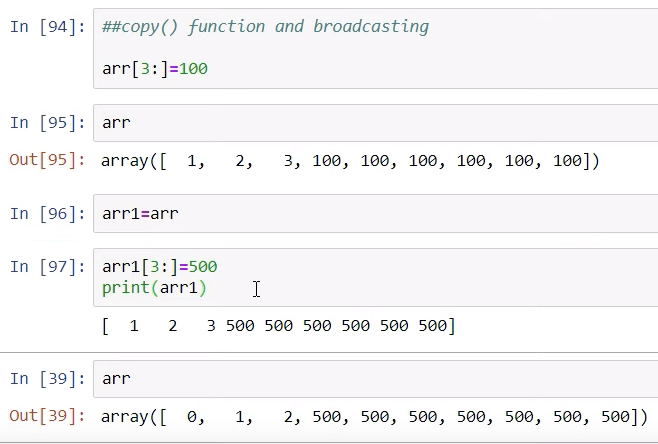 In [94]: ##copy() function and broadcasting
arr[3:]=100
In [95]: arr
Out[95]: array([  1,   2,   3, 100, 100, 100, 100, 100, 100])
In [96]: arr1=arr
In [97]: arr1[3:]=500
print(arr1)
[  1   2   3 500 500 500 500 500 500]
In [39]: arr
Out[39]: array([  0,   1,   2, 500, 500, 500, 500, 500, 500, 500])